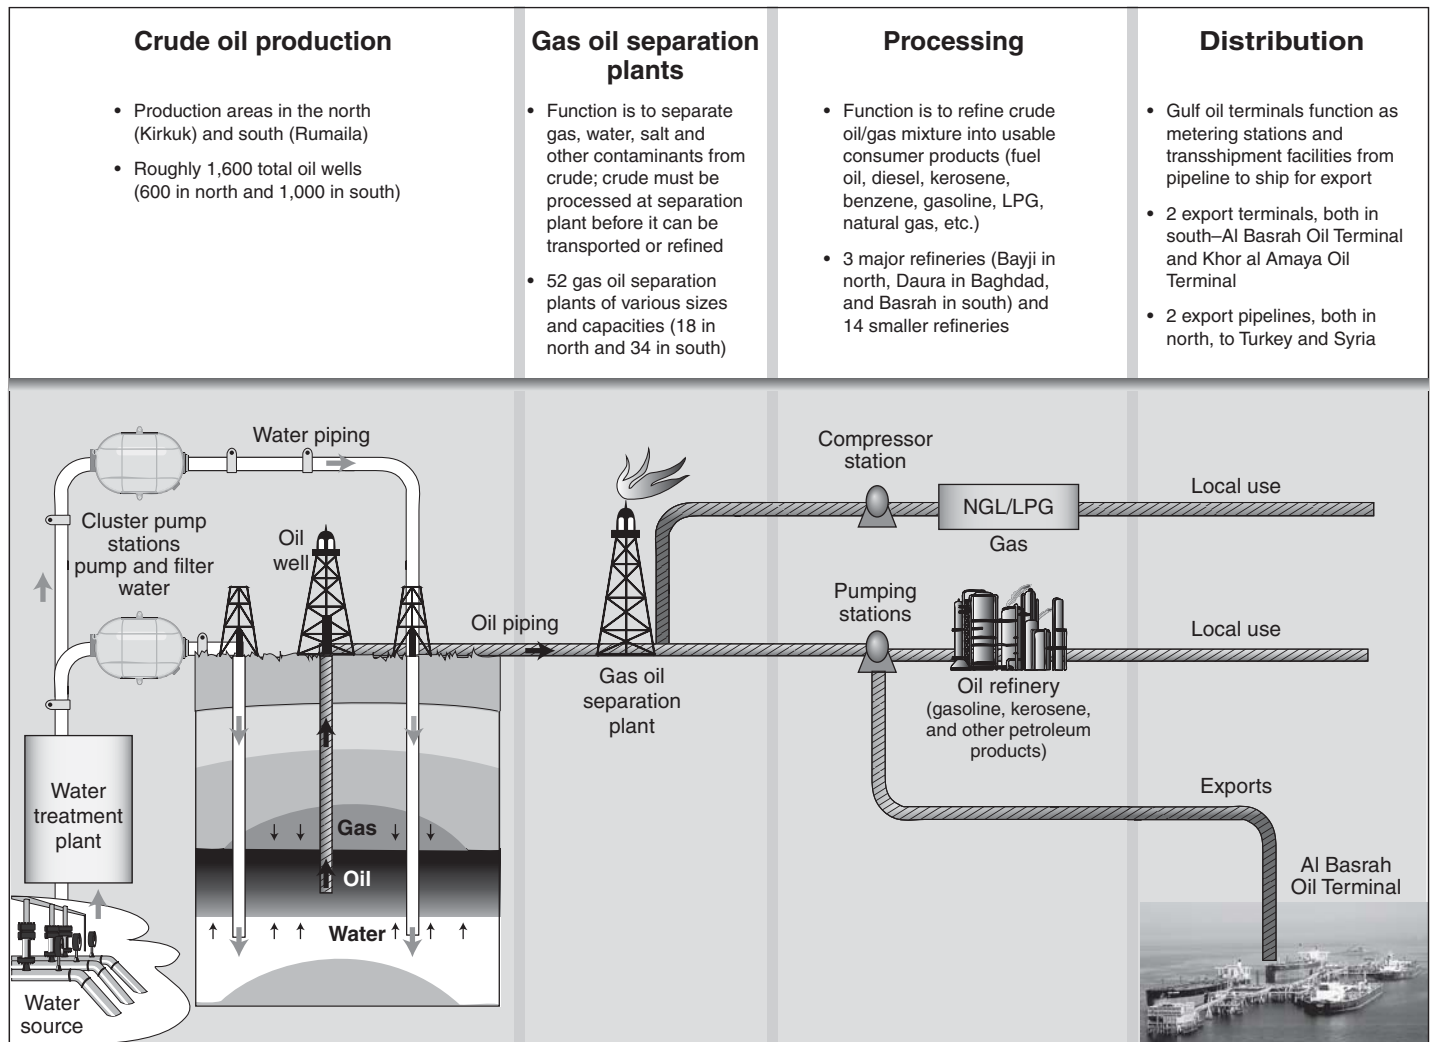 Crude oil production
• Production areas in the north
(Kirkuk) and south (Rumaila)
• Roughly 1,600 total oil wells
(600 in north and 1,000 in south)
Gas oil separation
plants
• Function is to separate
gas, water, salt and
other contaminants from
crude; crude must be
processed at separation
plant before it can be
transported or refined
• 52 gas oil separation
plants of various sizes
and capacities (18 in
north and 34 in south)
Processing
• Function is to refine crude
oil/gas mixture into usable
consumer products (fuel
oil, diesel, kerosene,
benzene, gasoline, LPG,
natural gas, etc.)
• 3 major refineries (Bayji in
north, Daura in Baghdad,
and Basrah in south) and
14 smaller refineries
Distribution
• Gulf oil terminals function as
metering stations and
transshipment facilities from
pipeline to ship for export
• 2 export terminals, both in
south–Al Basrah Oil Terminal
and Khor al Amaya Oil
Terminal
• 2 export pipelines, both in
north, to Turkey and Syria
Water piping
Cluster pump
stations
pump and filter
water
Oil
well
Oil piping
Water
treatment
plant
Water
source
Gas
Oil
Water
Gas oil
separation
plant
Compressor
station
NGL/LPG
Gas
Local use
Pumping
stations
Oil refinery
(gasoline, kerosene,
and other petroleum
products)
Local use
Exports
Al Basrah
Oil Terminal